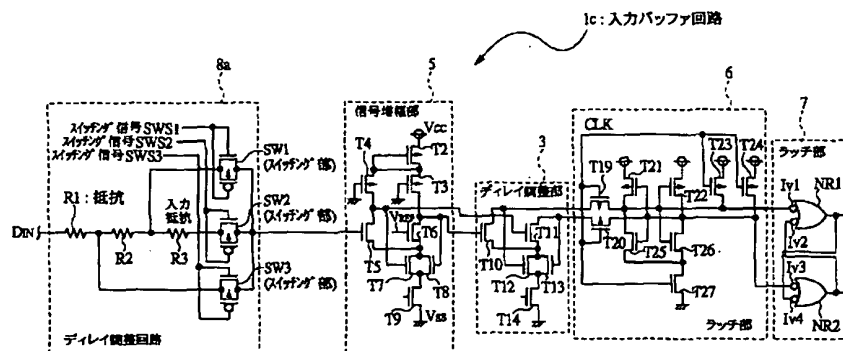 1c:入力バッファ回路
8a
5
6
7
3
スイッチング信号SWS1
スイッチング信号SWS2
スイッチング信号SWS3
SW1
(スイッチング部)
SW2
(スイッチング部)
SW3
(スイッチング部)
R1:抵抗
入力
抵抗
DIN
R2
R3
ディレイ調整回路
信号増幅部
VCC
T2
T4
T3
VREF
T5
T6
T7
T8
T9
VSS
ディレイ調整部
T10
T11
T12
T13
T14
CLK
T19
T21
T23
T24
T22
T20
T25
T26
T27
ラッチ部
ラッチ部
Iv1
NR1
Iv2
Iv3
Iv4
NR2